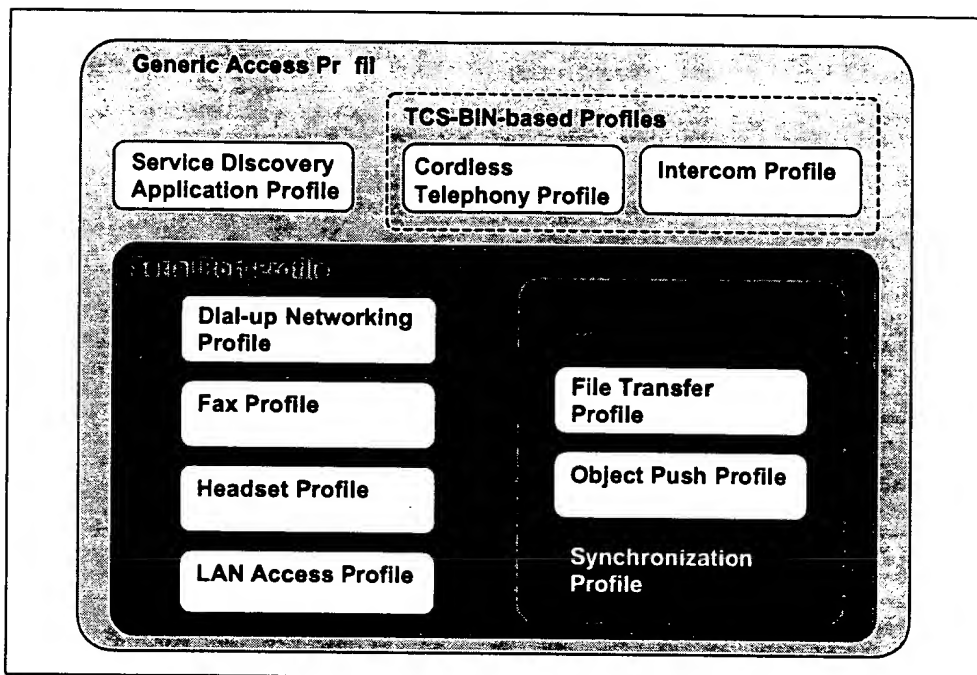 Generic Access Pr fil
TCS-BIN-based Profiles
Service Discovery
Application Profile
Cordless
Telephony Profile
Intercom Profile
Dial-up Networking
Profile
Fax Profile
Headset Profile
LAN Access Profile
File Transfer
Profile
Object Push Profile
Synchronization
Profile